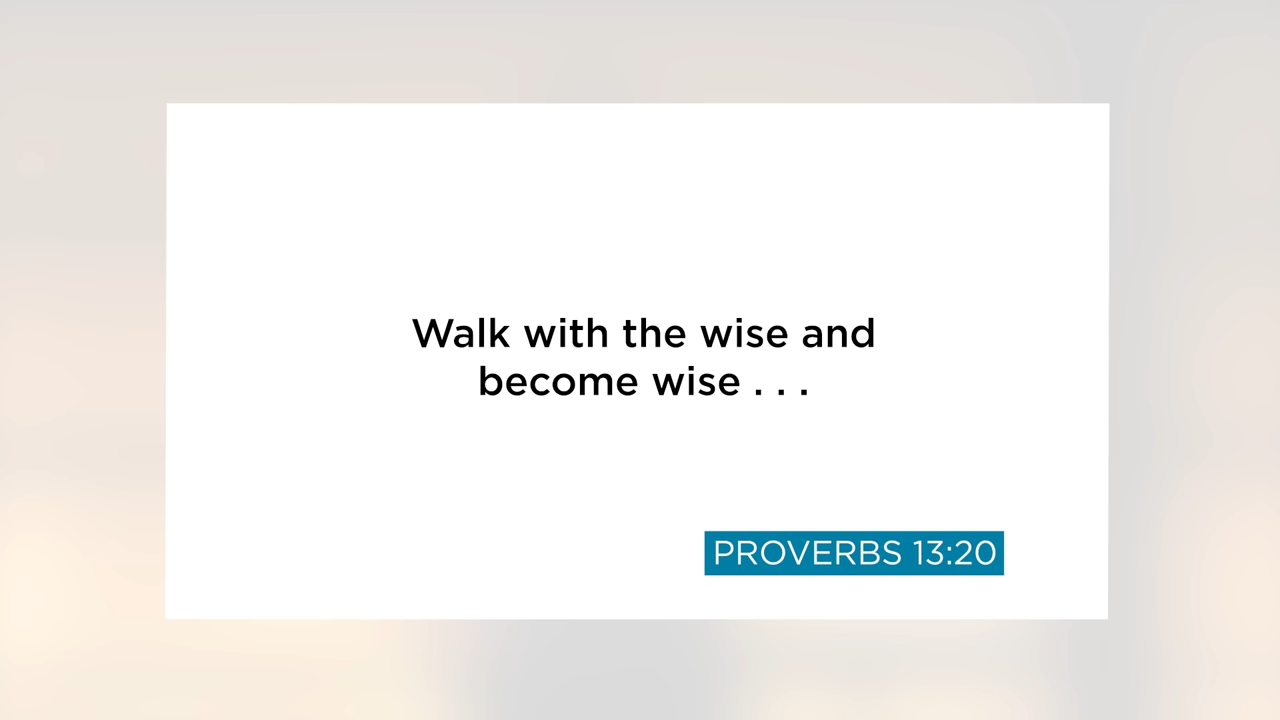 Walk with the wise and
become wise . . .
PROVERBS 13:20